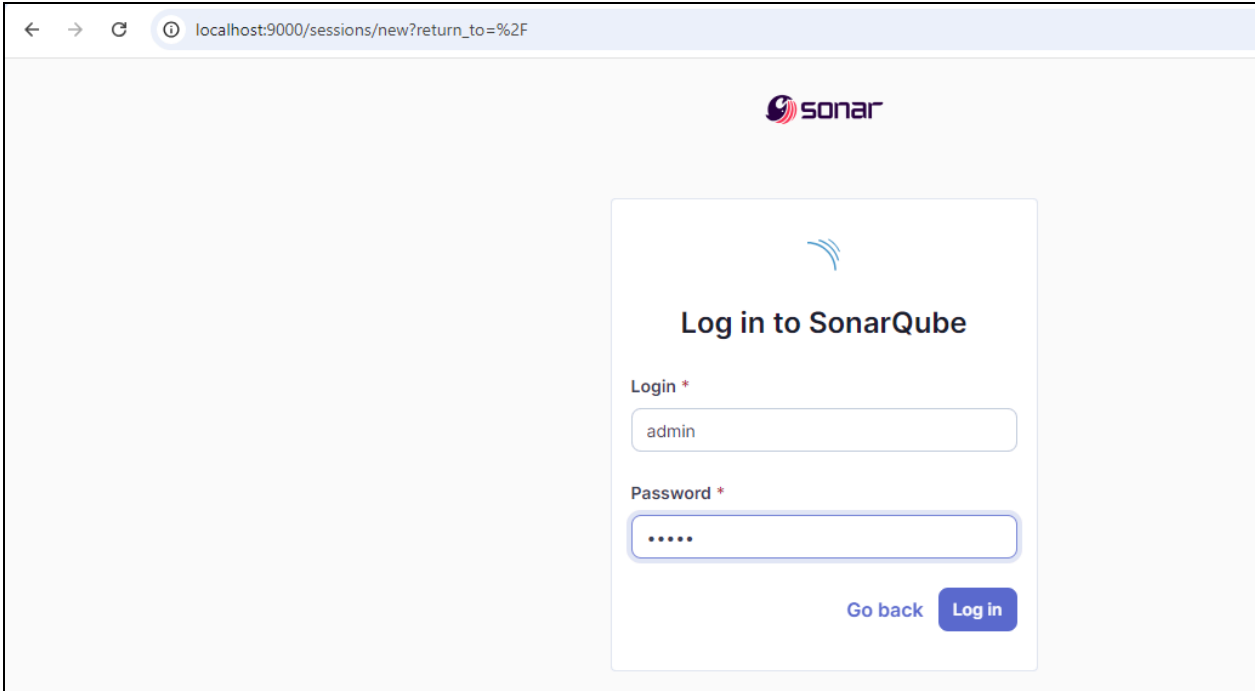 localhost:9000/sessions/new?return_to=%2F
sonar
Log in to SonarQube
Login *
admin
Password *
•••••
Go back Log in